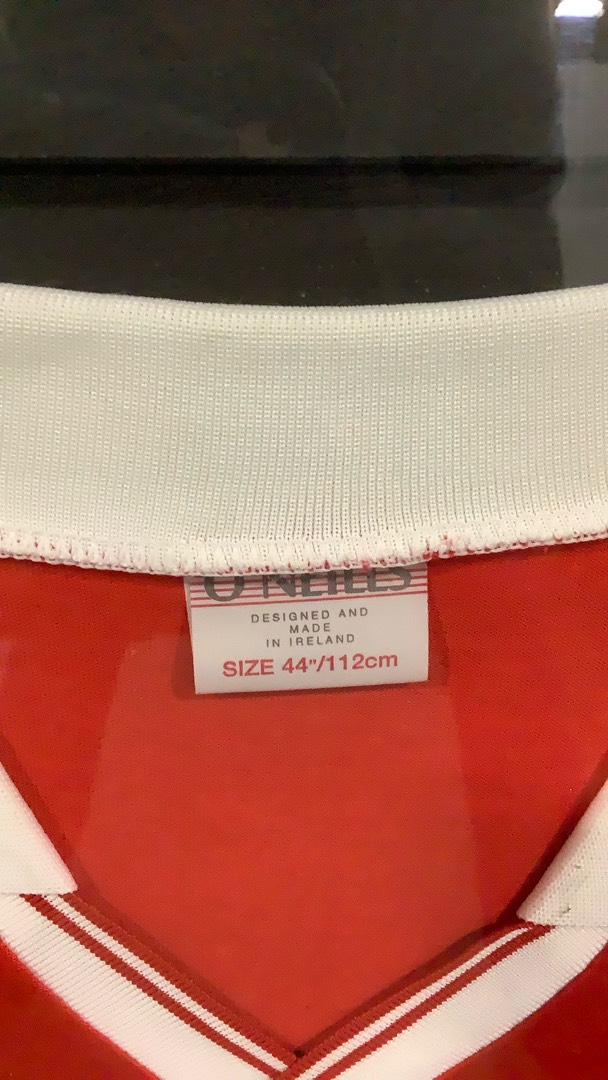 O'NEILLS
DESIGNED AND
MADE
IN IRELAND
SIZE 44"/112cm